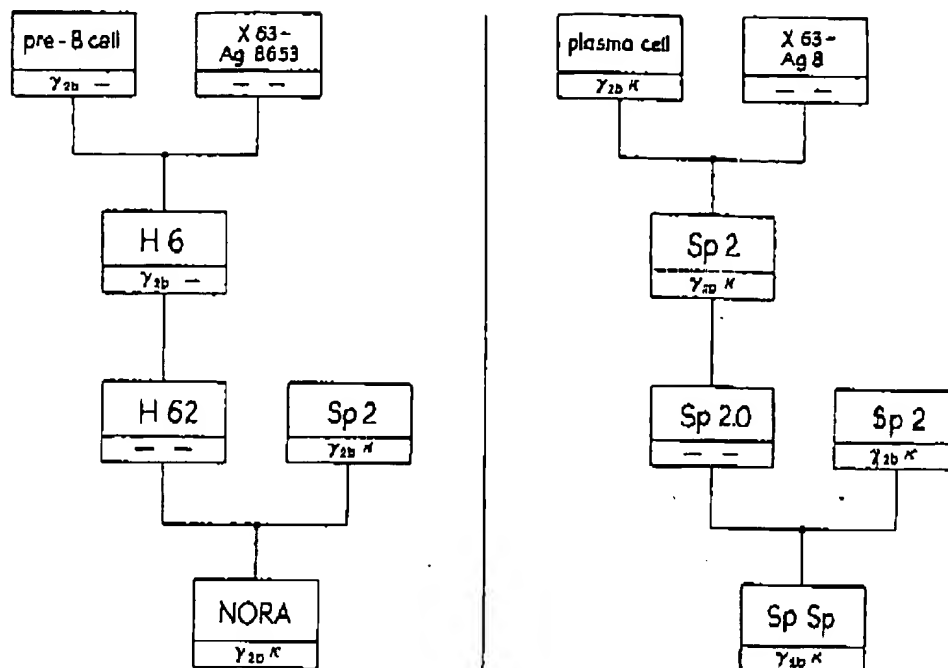 pre-B cell
γ2b –
X 63-
Ag 8653
– –
H 6
γ2b –
H 62
– –
Sp 2
γ2b κ
NORA
γ2b κ
plasma cell
γ2b κ
X 63-
Ag 8
– –
Sp 2
γ2b κ
Sp 2.0
– –
Sp 2
γ2b κ
Sp Sp
γ2b κ